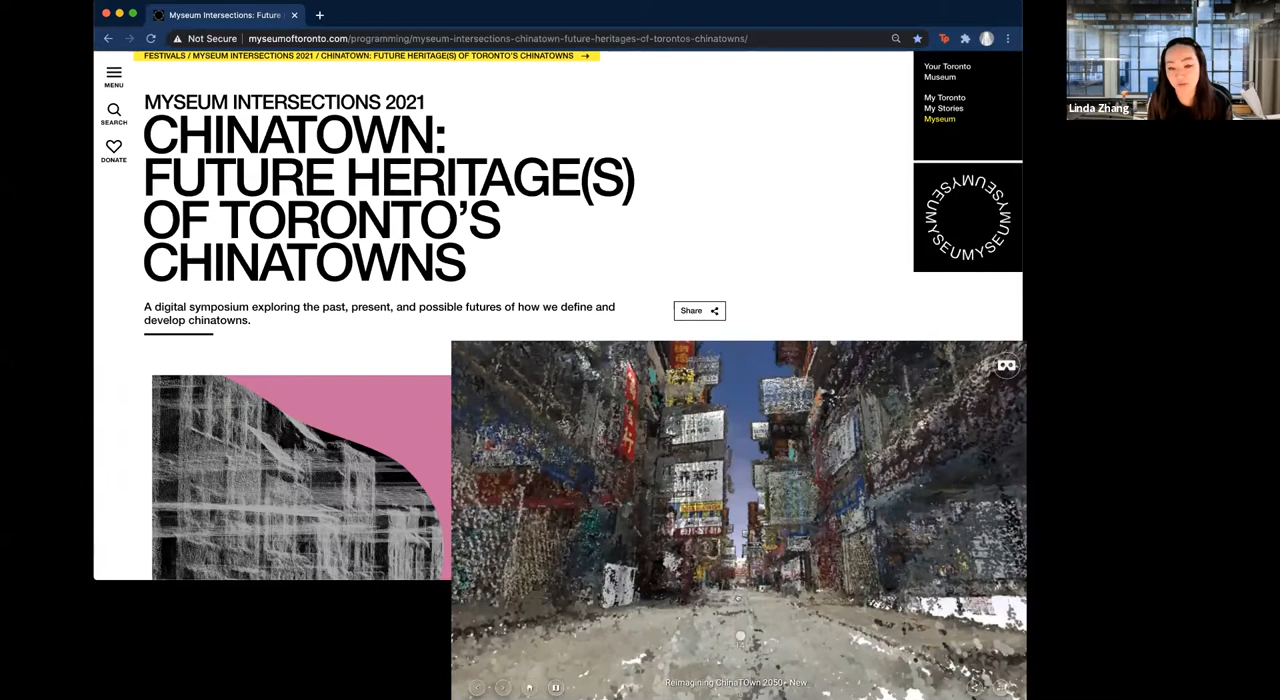 Myseum Intersections: Future
Not Secure
myseumoftoronto.com/programming/myseum-intersections-chinatown-future-heritages-of-torontos-chinatowns/
FESTIVALS / MYSEUM INTERSECTIONS 2021 / CHINATOWN: FUTURE HERITAGE(S) OF TORONTO'S CHINATOWNS →
MENU
SEARCH
DONATE
MYSEUM INTERSECTIONS 2021
CHINATOWN:
FUTURE HERITAGE(S)
OF TORONTO'S
CHINATOWNS
A digital symposium exploring the past, present, and possible futures of how we define and
develop chinatowns.
Share
Your Toronto
Museum
My Toronto
My Stories
Myseum
MYSEUMYSEUMYSEUMYSEUM
Linda Zhang
Reimagining ChinaTOwn 2050+ New